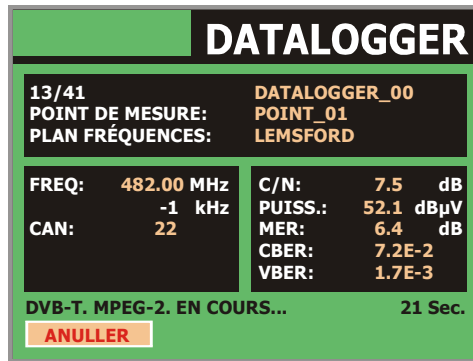 DATALOGGER
13/41 DATALOGGER_00
POINT DE MESURE: POINT_01
PLAN FRÉQUENCES: LEMSFORD
FREQ: 482.00 MHz
-1 kHz
CAN: 22
C/N: 7.5 dB
PUISS.: 52.1 dBµV
MER: 6.4 dB
CBER: 7.2E-2
VBER: 1.7E-3
DVB-T. MPEG-2. EN COURS... 21 Sec.
ANULLER